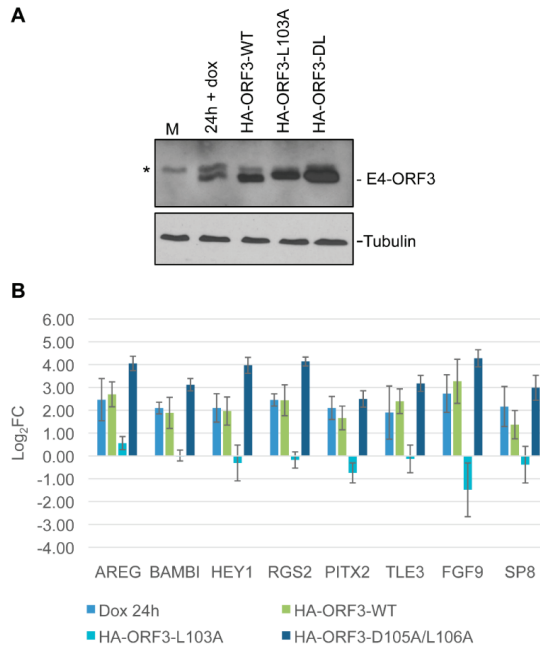 A
M
24h + dox
HA-ORF3-WT
HA-ORF3-L103A
HA-ORF3-DL
*
- E4-ORF3
-Tubulin
B
6.00
5.00
4.00
3.00
2.00
1.00
0.00
-1.00
-2.00
-3.00
-4.00
Log2FC
AREG BAMBI HEY1 RGS2 PITX2 TLE3 FGF9 SP8
Dox 24h HA-ORF3-WT
HA-ORF3-L103A HA-ORF3-D105A/L106A